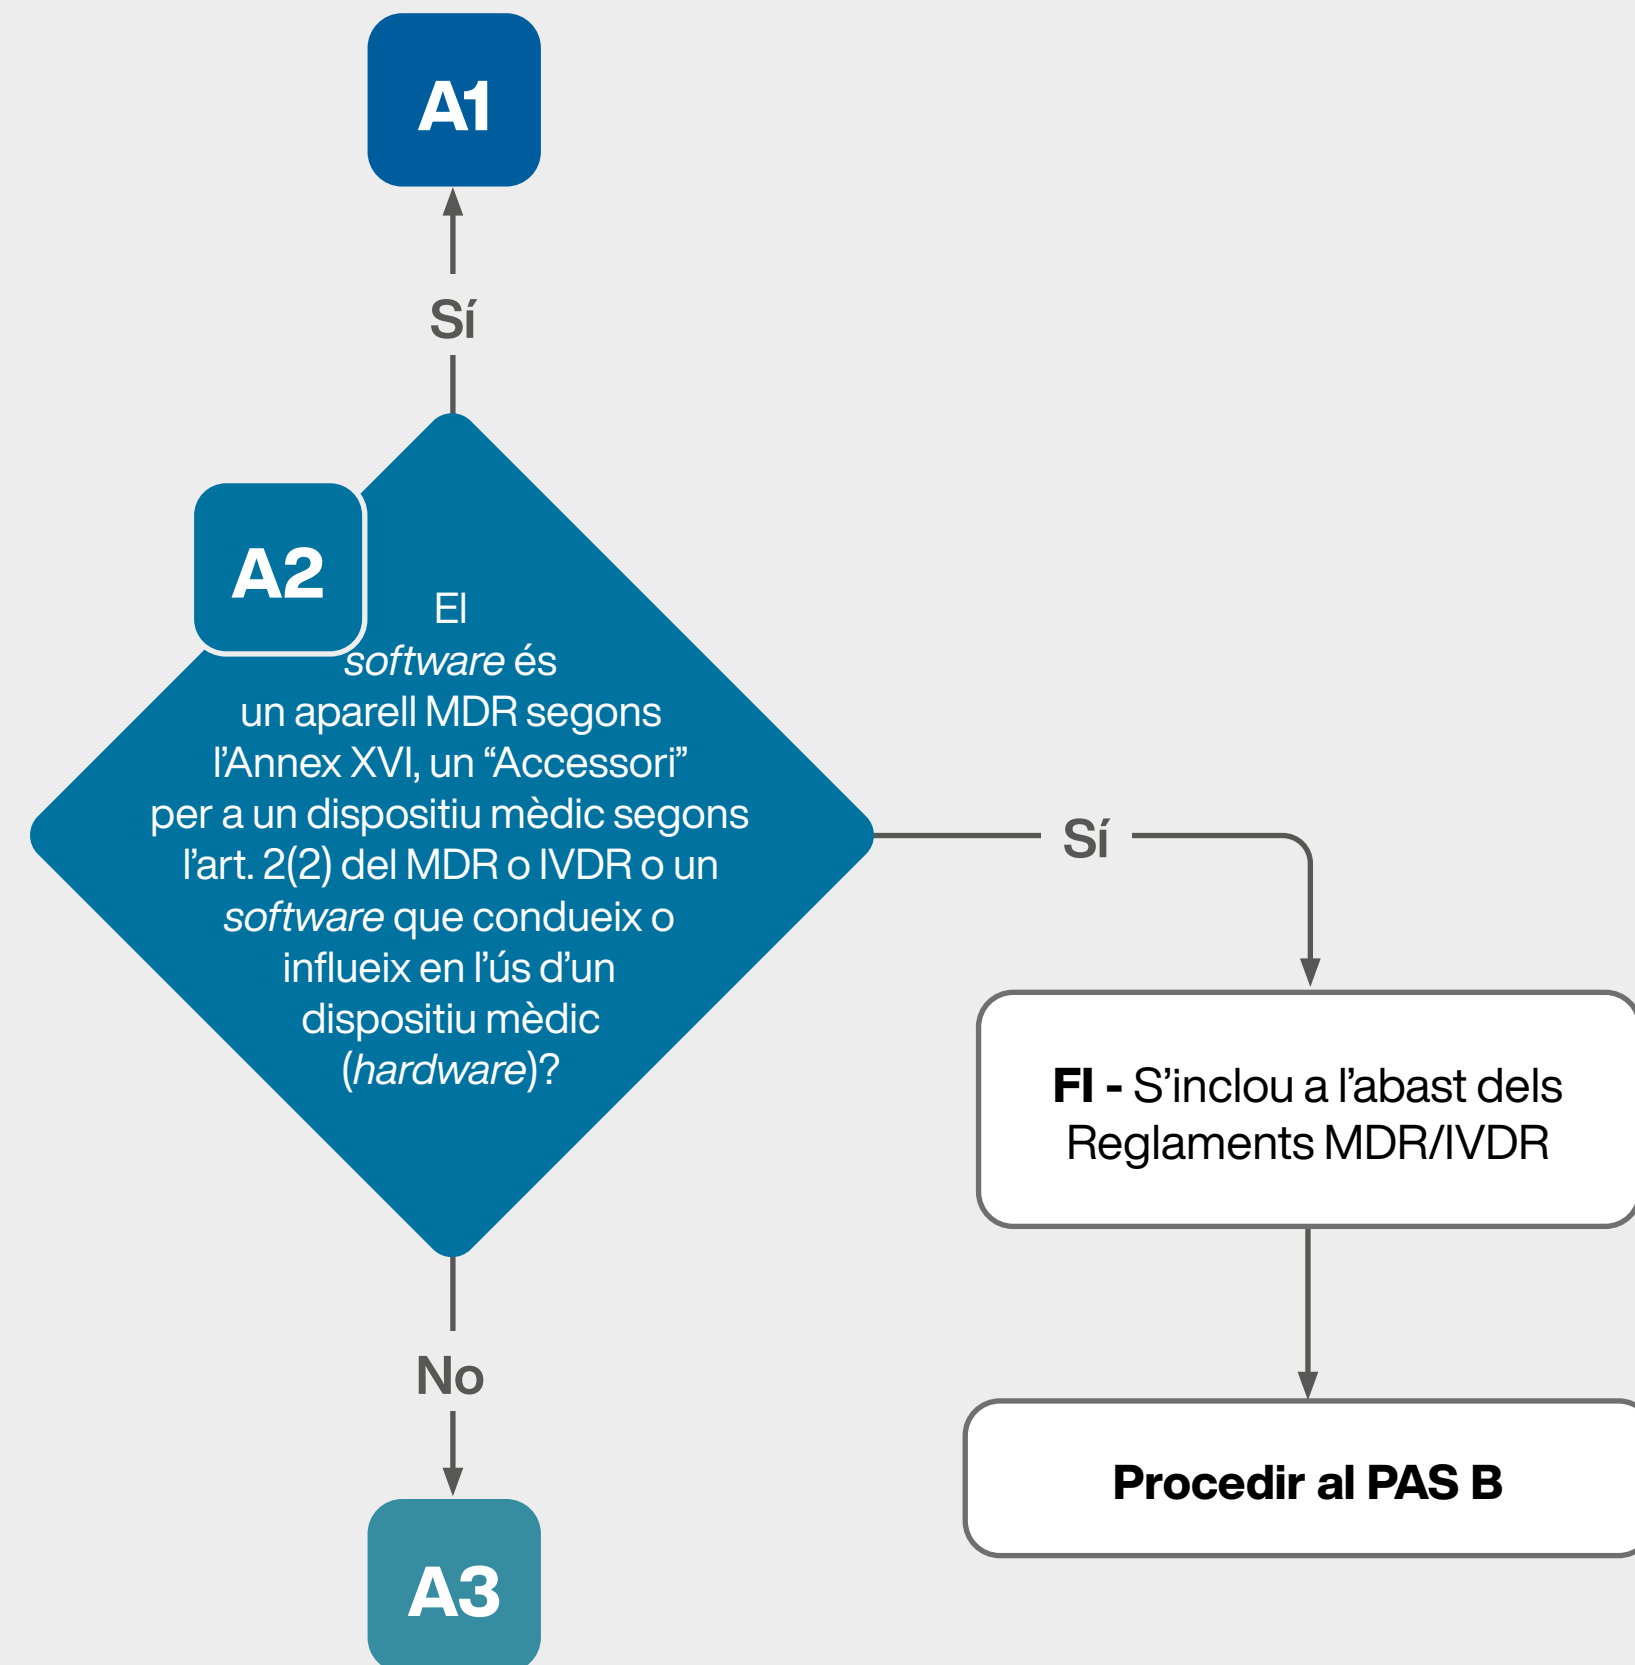 A1
Sí
A2
El
software és
un aparell MDR segons
l’Annex XVI, un “Accessori”
per a un dispositiu mèdic segons
l’art. 2(2) del MDR o IVDR o un
software que condueix o
influeix en l’ús d’un
dispositiu mèdic
(hardware)?
Sí
FI - S’inclou a l’abast dels
Reglaments MDR/IVDR
No
Procedir al PAS B
A3